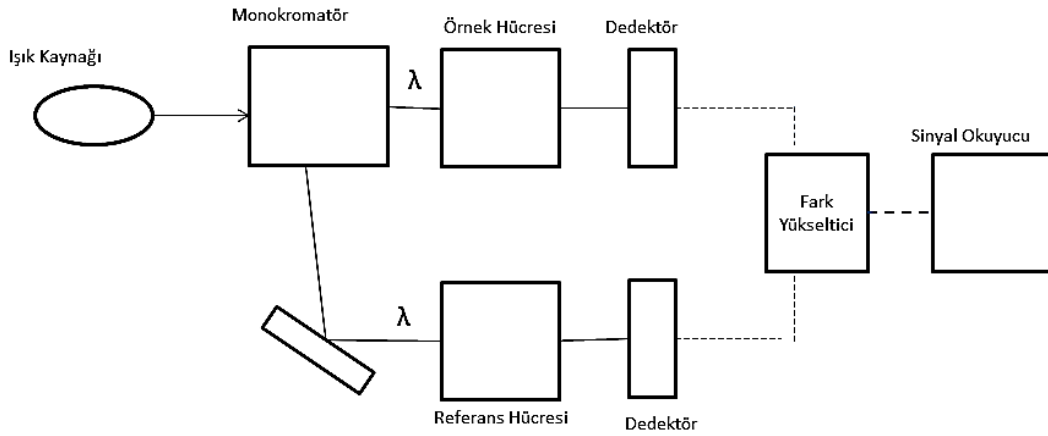 Monokromatör
Örnek Hücresi
Dedektör
Işık Kaynağı
λ
Sinyal Okuyucu
Fark
Yükseltici
λ
Referans Hücresi
Dedektör